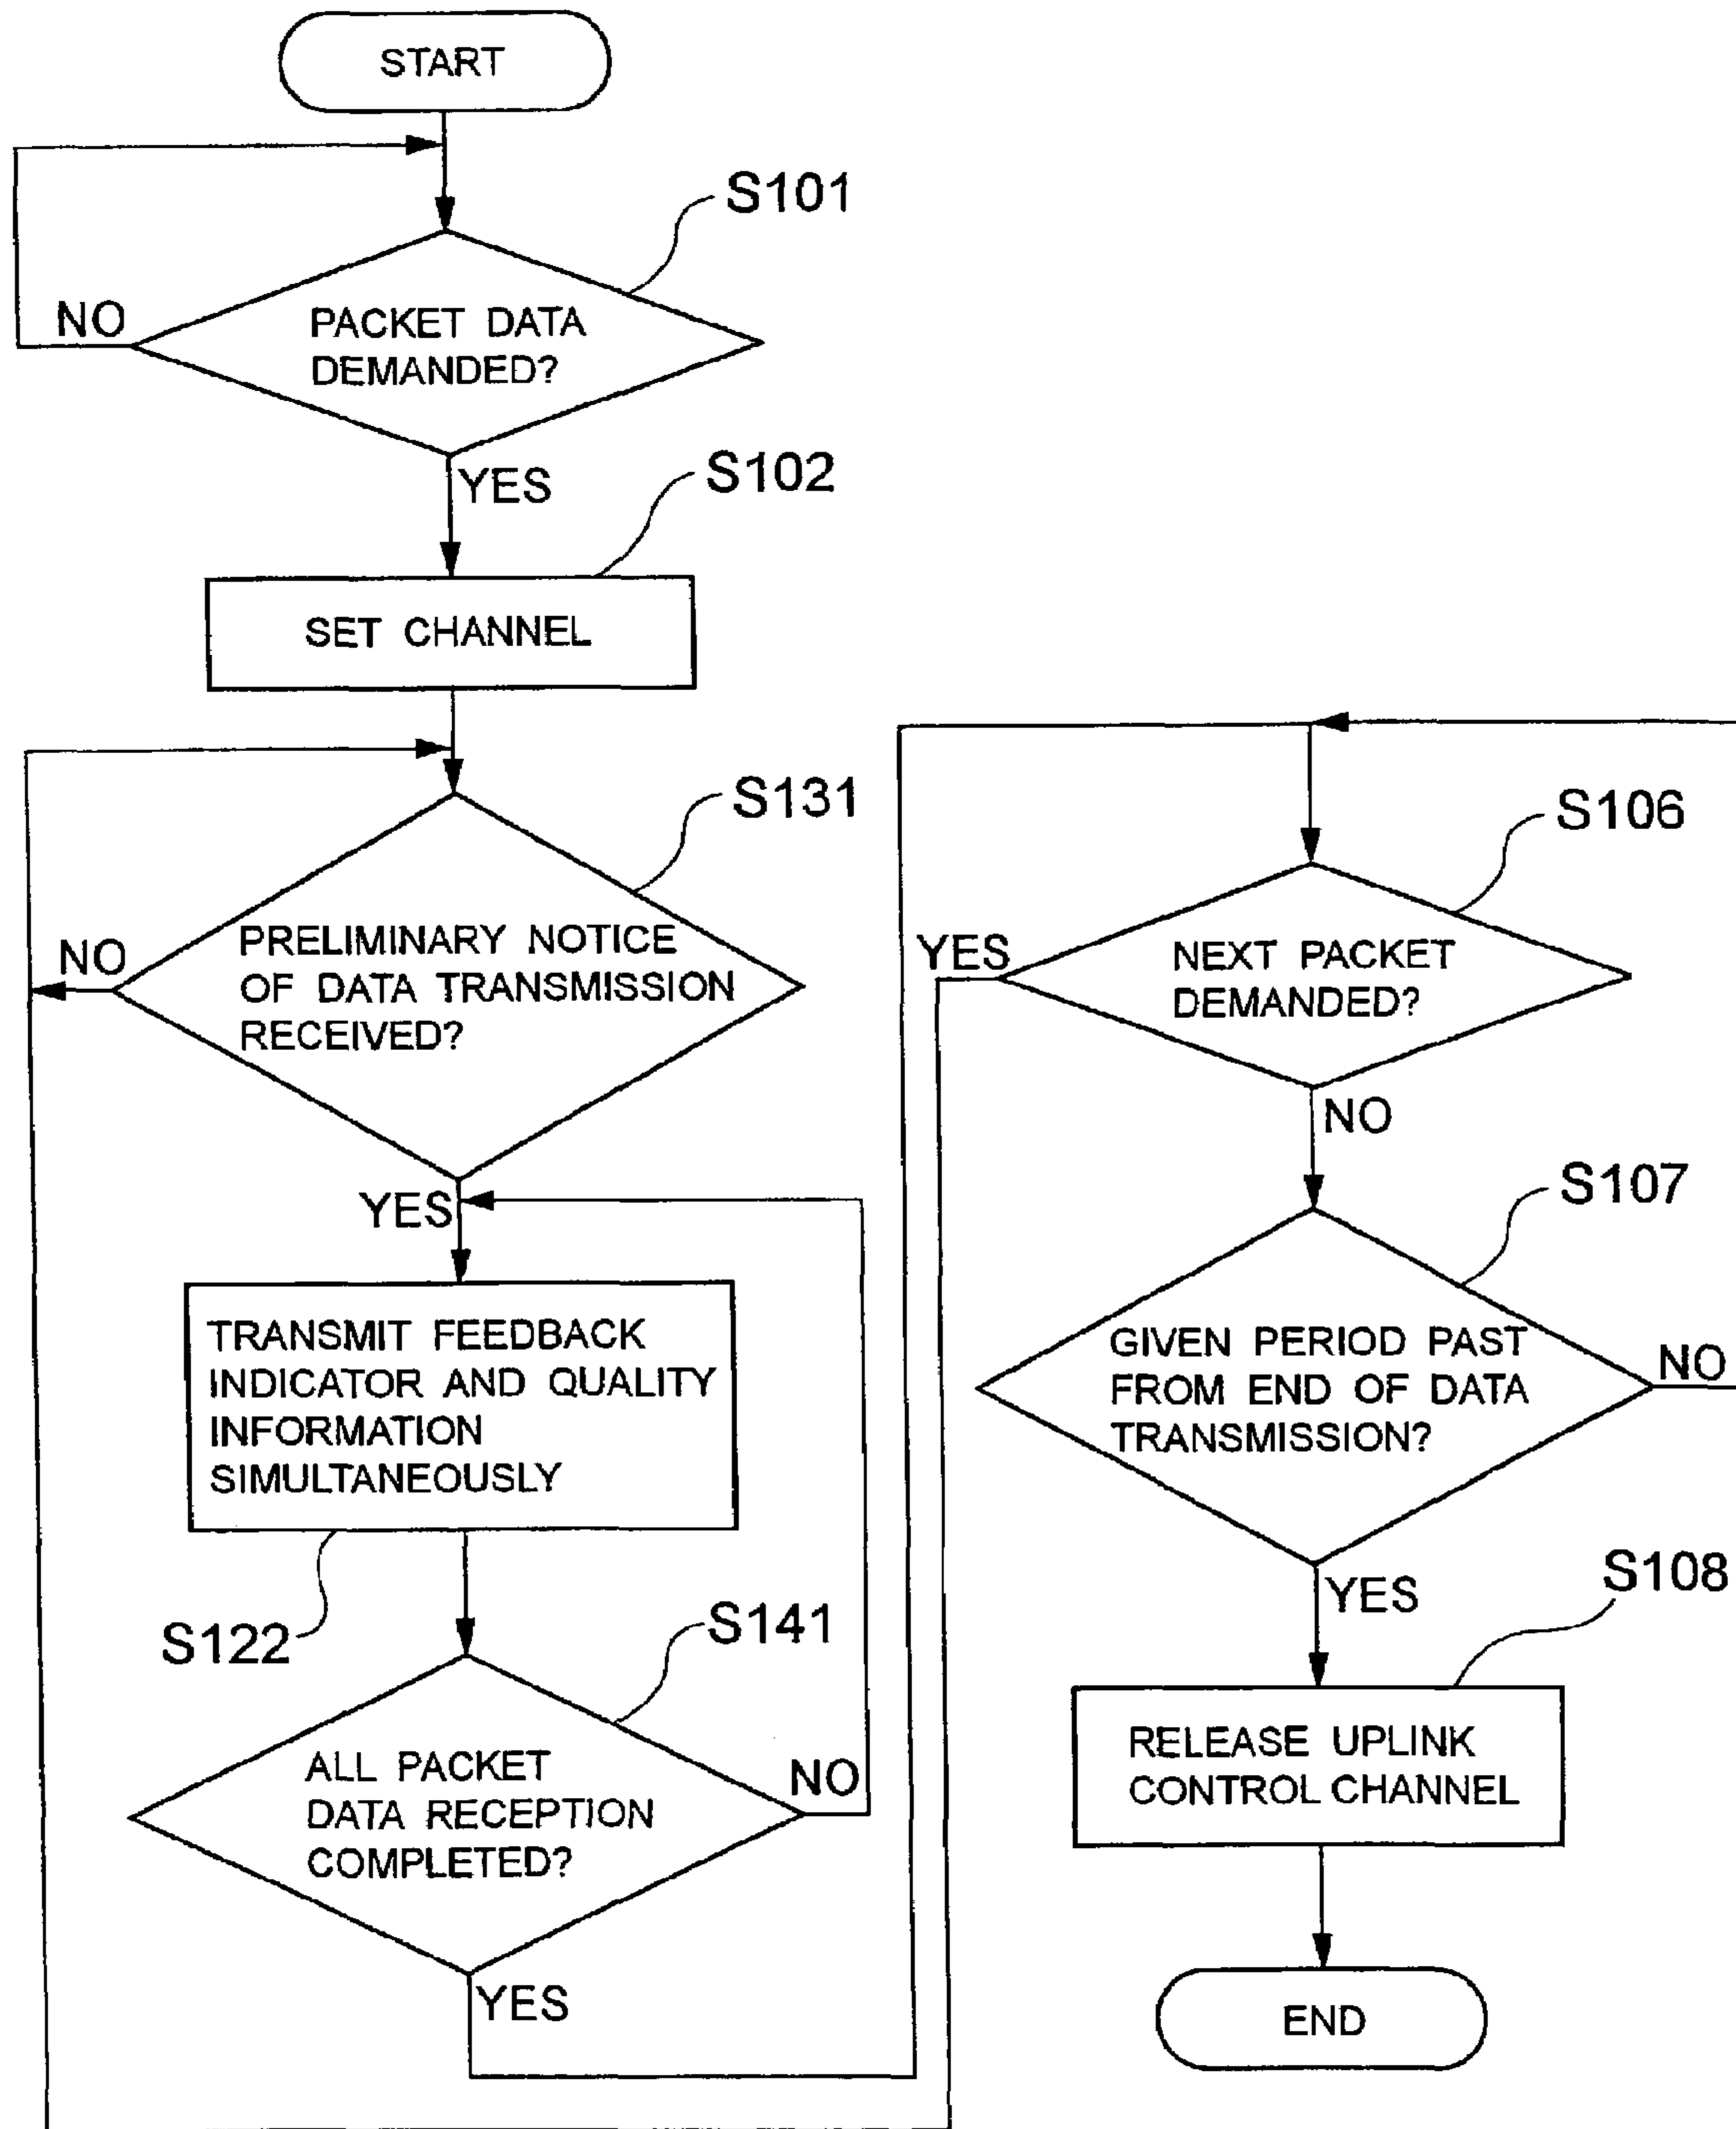 START
S101
NO
PACKET DATA
DEMANDED?
YES
S102
SET CHANNEL
S131
NO
PRELIMINARY NOTICE
OF DATA TRANSMISSION
RECEIVED?
YES
TRANSMIT FEEDBACK
INDICATOR AND QUALITY
INFORMATION
SIMULTANEOUSLY
S122
S141
ALL PACKET
DATA RECEPTION
COMPLETED?
NO
YES
S106
YES
NEXT PACKET
DEMANDED?
NO
S107
GIVEN PERIOD PAST
FROM END OF DATA
TRANSMISSION?
NO
YES
S108
RELEASE UPLINK
CONTROL CHANNEL
END